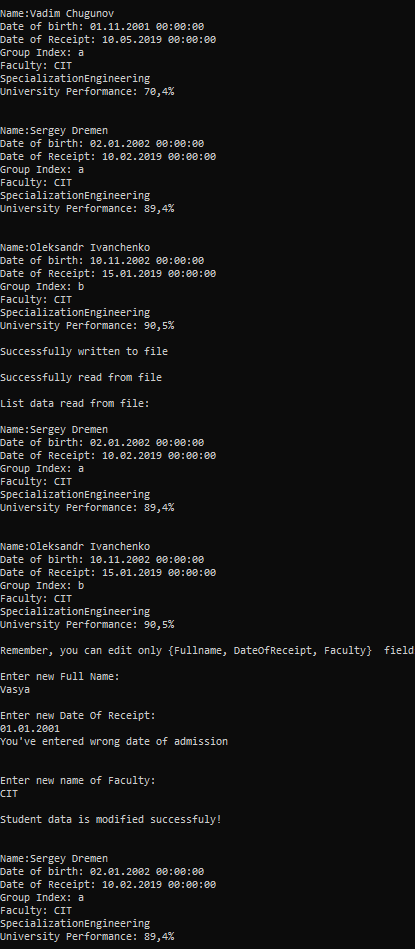 Name:Vadim Chugunov
Date of birth: 01.11.2001 00:00:00
Date of Receipt: 10.05.2019 00:00:00
Group Index: a
Faculty: CIT
SpecializationEngineering
University Performance: 70,4%
Name:Sergey Dremen
Date of birth: 02.01.2002 00:00:00
Date of Receipt: 10.02.2019 00:00:00
Group Index: a
Faculty: CIT
SpecializationEngineering
University Performance: 89,4%
Name:Oleksandr Ivanchenko
Date of birth: 10.11.2002 00:00:00
Date of Receipt: 15.01.2019 00:00:00
Group Index: b
Faculty: CIT
SpecializationEngineering
University Performance: 90,5%
Successfully written to file
Successfully read from file
List data read from file:
Name:Sergey Dremen
Date of birth: 02.01.2002 00:00:00
Date of Receipt: 10.02.2019 00:00:00
Group Index: a
Faculty: CIT
SpecializationEngineering
University Performance: 89,4%
Name:Oleksandr Ivanchenko
Date of birth: 10.11.2002 00:00:00
Date of Receipt: 15.01.2019 00:00:00
Group Index: b
Faculty: CIT
SpecializationEngineering
University Performance: 90,5%
Remember, you can edit only {Fullname, DateOfReceipt, Faculty}  field
Enter new Full Name:
Vasya
Enter new Date Of Receipt:
01.01.2001
You've entered wrong date of admission
Enter new name of Faculty:
CIT
Student data is modified successfuly!
Name:Sergey Dremen
Date of birth: 02.01.2002 00:00:00
Date of Receipt: 10.02.2019 00:00:00
Group Index: a
Faculty: CIT
SpecializationEngineering
University Performance: 89,4%